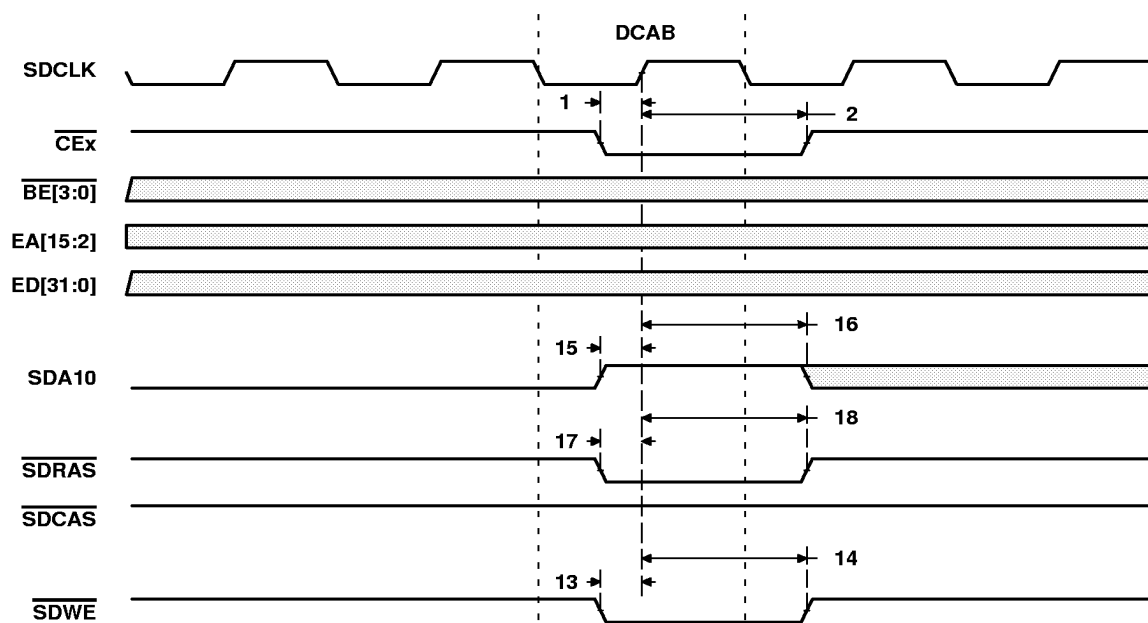 DCAB
SDCLK
1
2
CEx
BE[3:0]
EA[15:2]
ED[31:0]
16
15
SDA10
18
17
SDRAS
SDCAS
14
13
SDWE